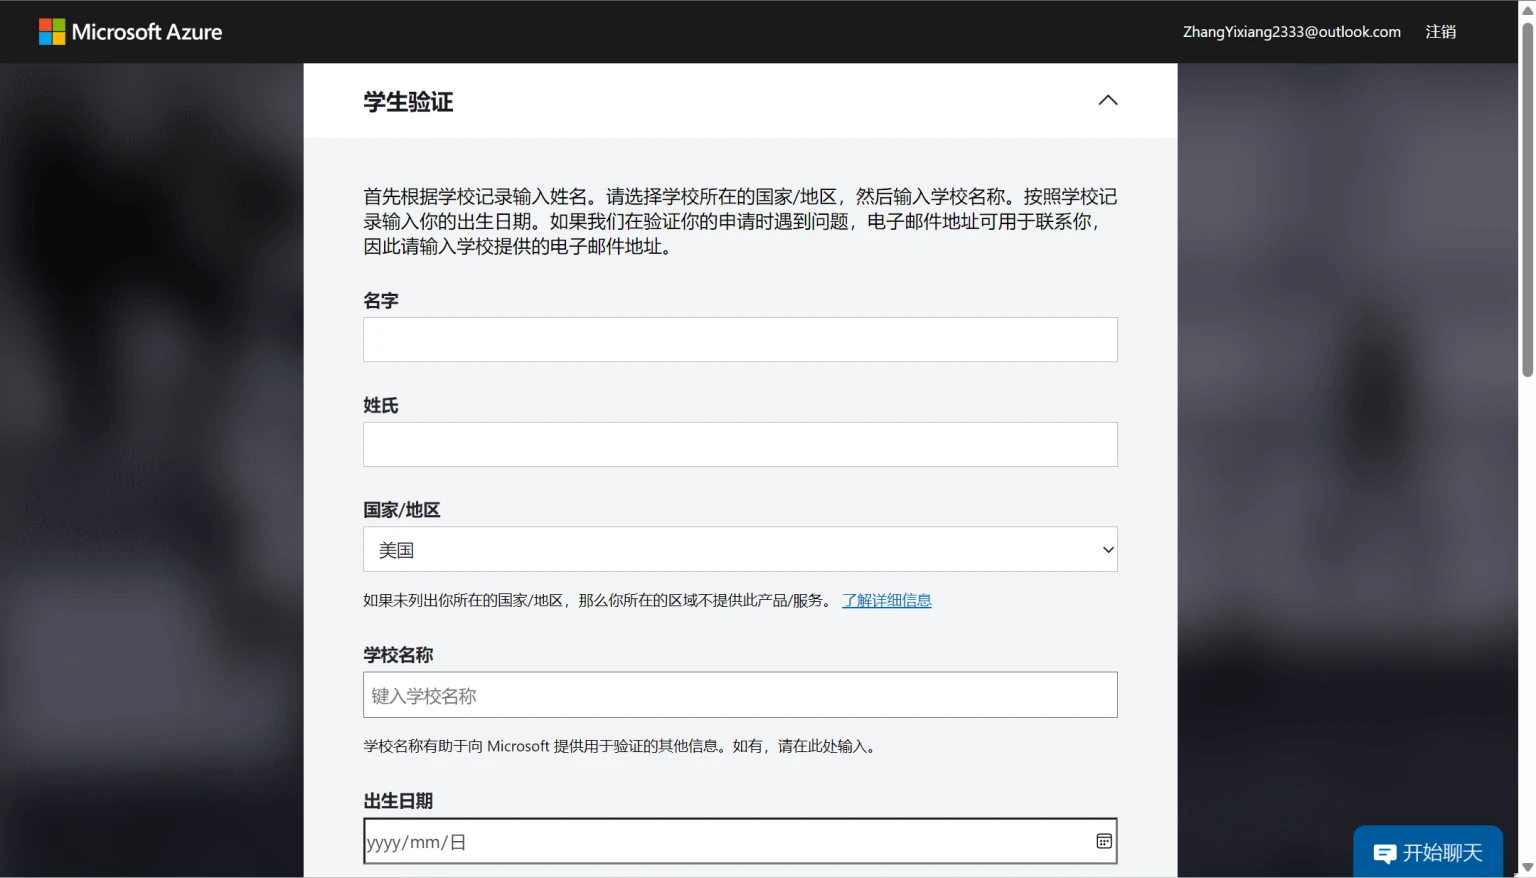 Microsoft Azure
ZhangYixiang2333@outlook.com 注销
学生验证
首先根据学校记录输入姓名。请选择学校所在的国家/地区，然后输入学校名称。按照学校记
录输入你的出生日期。如果我们在验证你的申请时遇到问题，电子邮件地址可用于联系你，
因此请输入学校提供的电子邮件地址。
名字
姓氏
国家/地区
美国
如果未列出你所在的国家/地区，那么你所在的区域不提供此产品/服务。 了解详细信息
学校名称
键入学校名称
学校名称有助于向 Microsoft 提供用于验证的其他信息。如有，请在此处输入。
出生日期
yyyy/mm/日
开始聊天